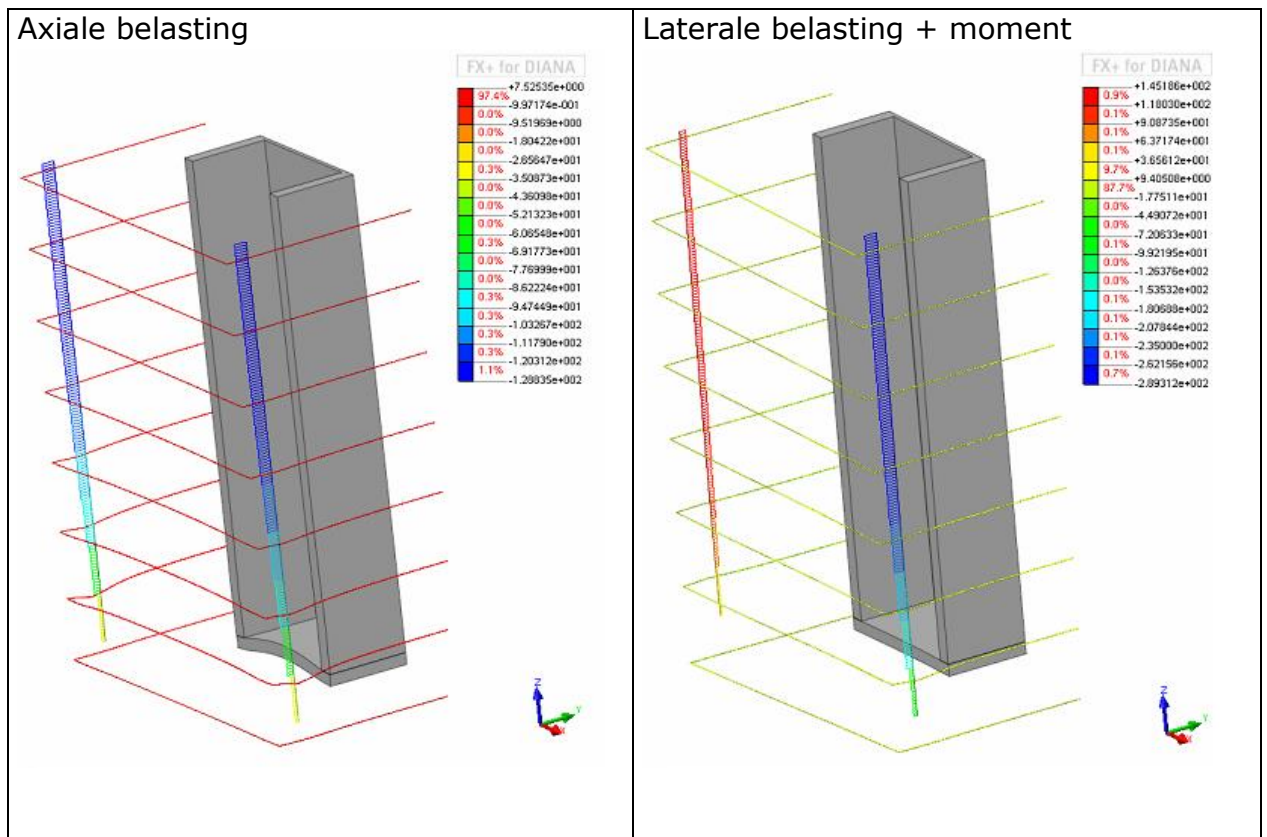 Axiale belasting
FX+ for DIANA
+7.52535e+000
97.4%
-9.97174e-001
0.0%
-9.51969e+000
0.0%
-1.80422e+001
0.0%
-2.65647e+001
0.3%
-3.50873e+001
0.0%
-4.36098e+001
0.0%
-5.21323e+001
0.0%
-6.06548e+001
0.3%
-6.91773e+001
0.0%
-7.76999e+001
0.0%
-8.62224e+001
0.3%
-9.47449e+001
0.3%
-1.03267e+002
0.3%
-1.11790e+002
0.3%
-1.20312e+002
1.1%
-1.28835e+002
Z
Y
X
Laterale belasting + moment
FX+ for DIANA
+1.45186e+002
0.9%
+1.18030e+002
0.1%
+9.08735e+001
0.1%
+6.37174e+001
0.1%
+3.65612e+001
9.7%
+9.40508e+000
87.7%
-1.77511e+001
0.0%
-4.49072e+001
0.0%
-7.20633e+001
0.1%
-9.92195e+001
0.0%
-1.26376e+002
0.0%
-1.53532e+002
0.1%
-1.80688e+002
0.1%
-2.07844e+002
0.1%
-2.35000e+002
0.1%
-2.62156e+002
0.7%
-2.89312e+002
Z
Y
X